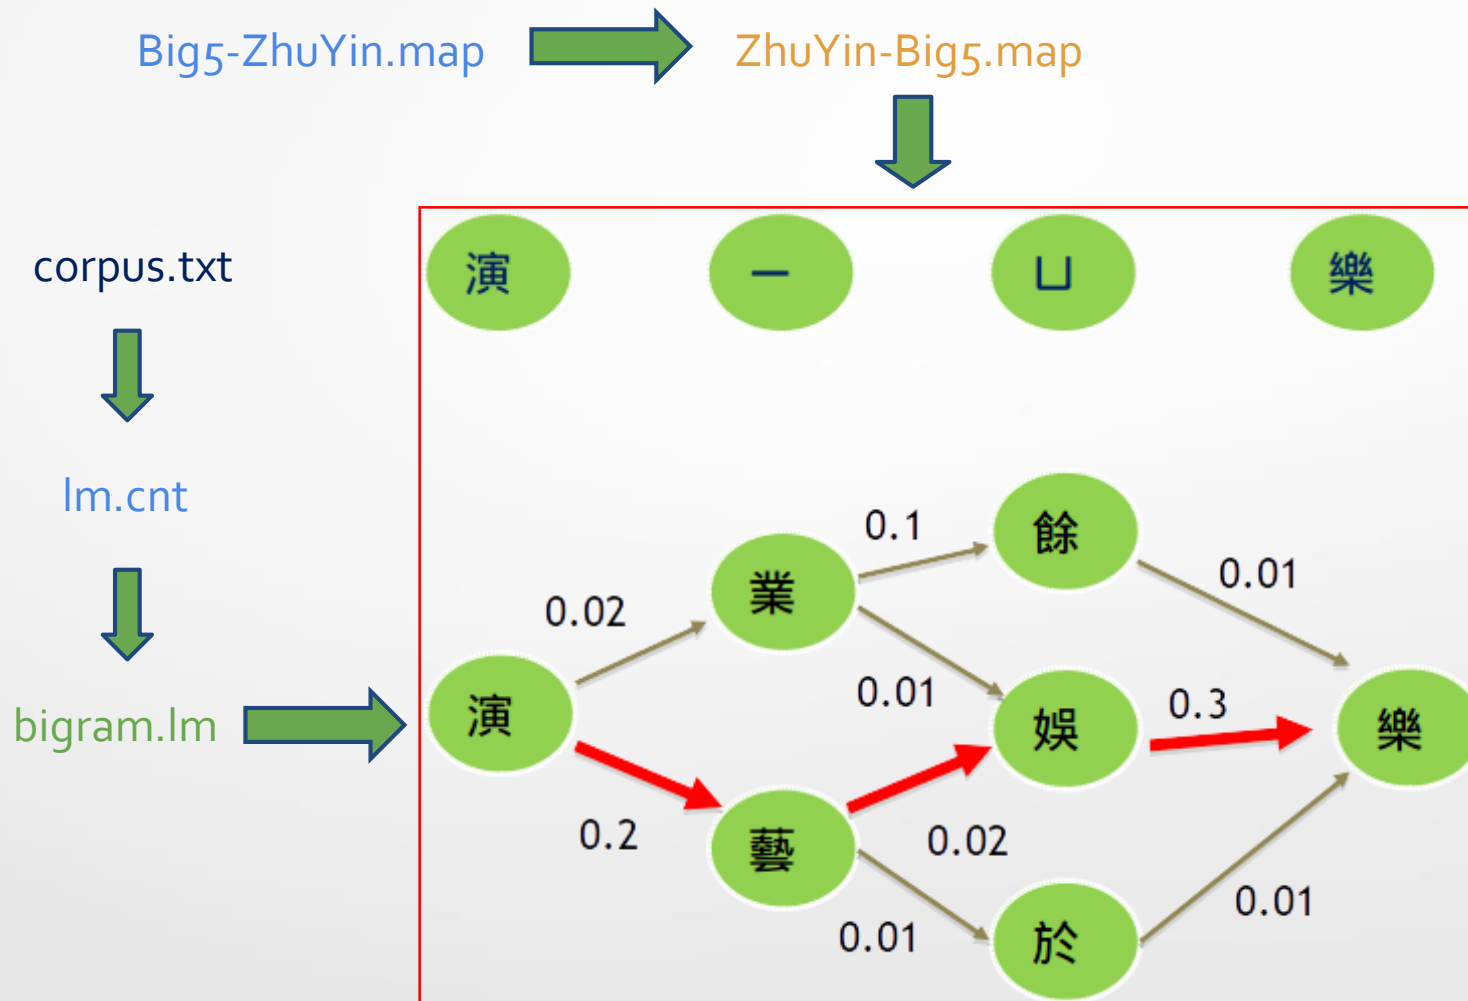 Big5-ZhuYin.map
ZhuYin-Big5.map
corpus.txt
演 ㄧ ㄩ 樂
lm.cnt
0.1
餘
0.01
業
0.02
0.01
0.3
bigram.lm
演
娛
樂
0.2
0.02
藝
0.01
0.01
於